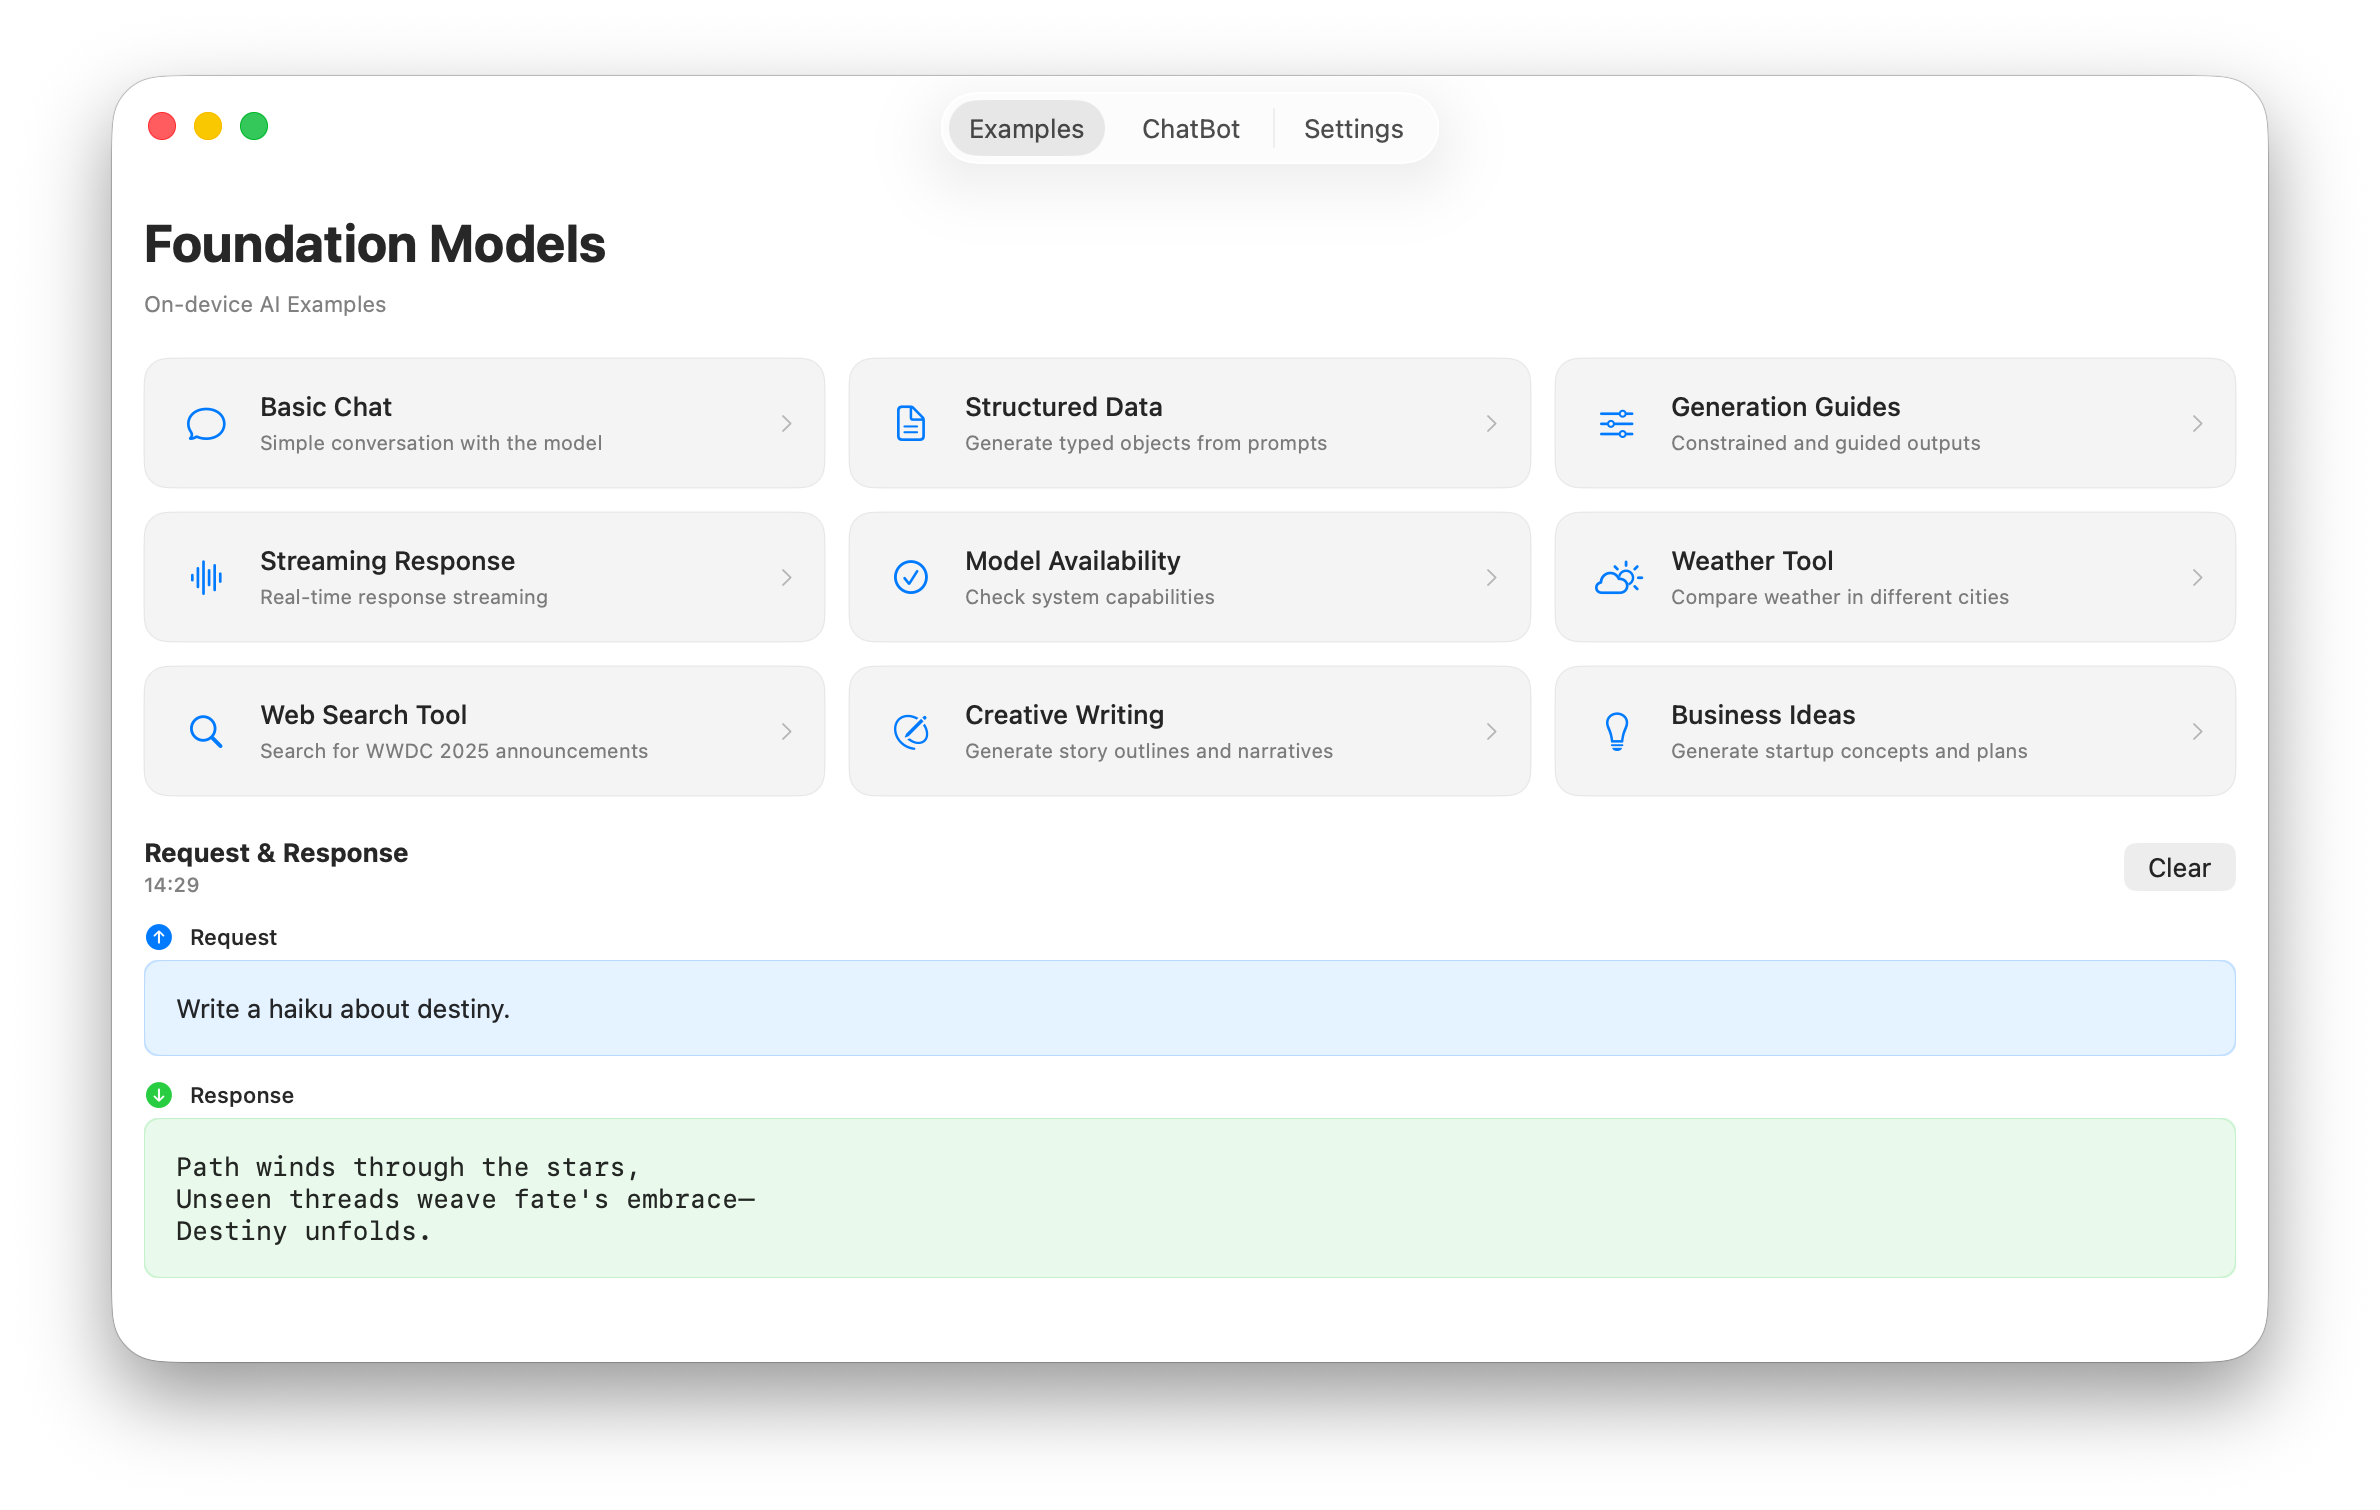 Examples
ChatBot
Settings
Foundation Models
On-device AI Examples
Basic Chat
Simple conversation with the model
Structured Data
Generate typed objects from prompts
Generation Guides
Constrained and guided outputs
Streaming Response
Real-time response streaming
Model Availability
Check system capabilities
Weather Tool
Compare weather in different cities
Web Search Tool
Search for WWDC 2025 announcements
Creative Writing
Generate story outlines and narratives
Business Ideas
Generate startup concepts and plans
Request & Response
14:29
Clear
Request
Write a haiku about destiny.
Response
Path winds through the stars,
Unseen threads weave fate's embrace—
Destiny unfolds.